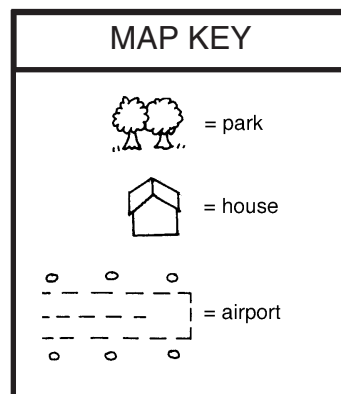 MAP KEY
= park
= house
= airport